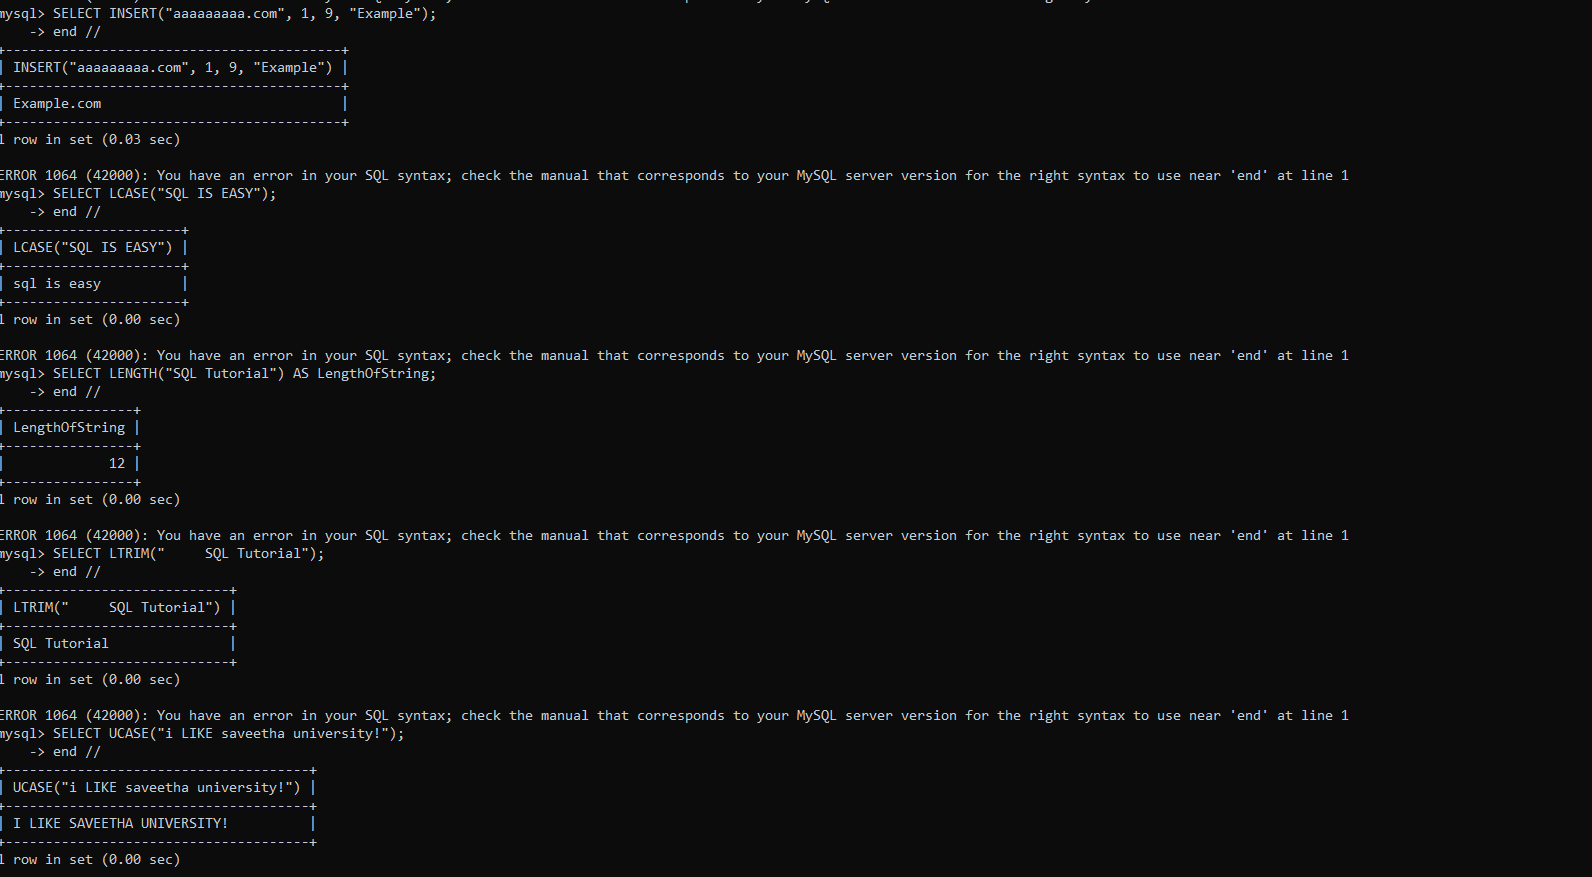 mysql> SELECT INSERT("aaaaaaaaa.com", 1, 9, "Example");
    -> end //
+------------------------------------------+
| INSERT("aaaaaaaaa.com", 1, 9, "Example") |
+------------------------------------------+
| Example.com                              |
+------------------------------------------+
1 row in set (0.03 sec)

ERROR 1064 (42000): You have an error in your SQL syntax; check the manual that corresponds to your MySQL server version for the right syntax to use near 'end' at line 1
mysql> SELECT LCASE("SQL IS EASY");
    -> end //
+----------------------+
| LCASE("SQL IS EASY") |
+----------------------+
| sql is easy          |
+----------------------+
1 row in set (0.00 sec)

ERROR 1064 (42000): You have an error in your SQL syntax; check the manual that corresponds to your MySQL server version for the right syntax to use near 'end' at line 1
mysql> SELECT LENGTH("SQL Tutorial") AS LengthOfString;
    -> end //
+----------------+
| LengthOfString |
+----------------+
|             12 |
+----------------+
1 row in set (0.00 sec)

ERROR 1064 (42000): You have an error in your SQL syntax; check the manual that corresponds to your MySQL server version for the right syntax to use near 'end' at line 1
mysql> SELECT LTRIM("     SQL Tutorial");
    -> end //
+----------------------------+
| LTRIM("     SQL Tutorial") |
+----------------------------+
| SQL Tutorial               |
+----------------------------+
1 row in set (0.00 sec)

ERROR 1064 (42000): You have an error in your SQL syntax; check the manual that corresponds to your MySQL server version for the right syntax to use near 'end' at line 1
mysql> SELECT UCASE("i LIKE saveetha university!");
    -> end //
+--------------------------------------+
| UCASE("i LIKE saveetha university!") |
+--------------------------------------+
| I LIKE SAVEETHA UNIVERSITY!          |
+--------------------------------------+
1 row in set (0.00 sec)